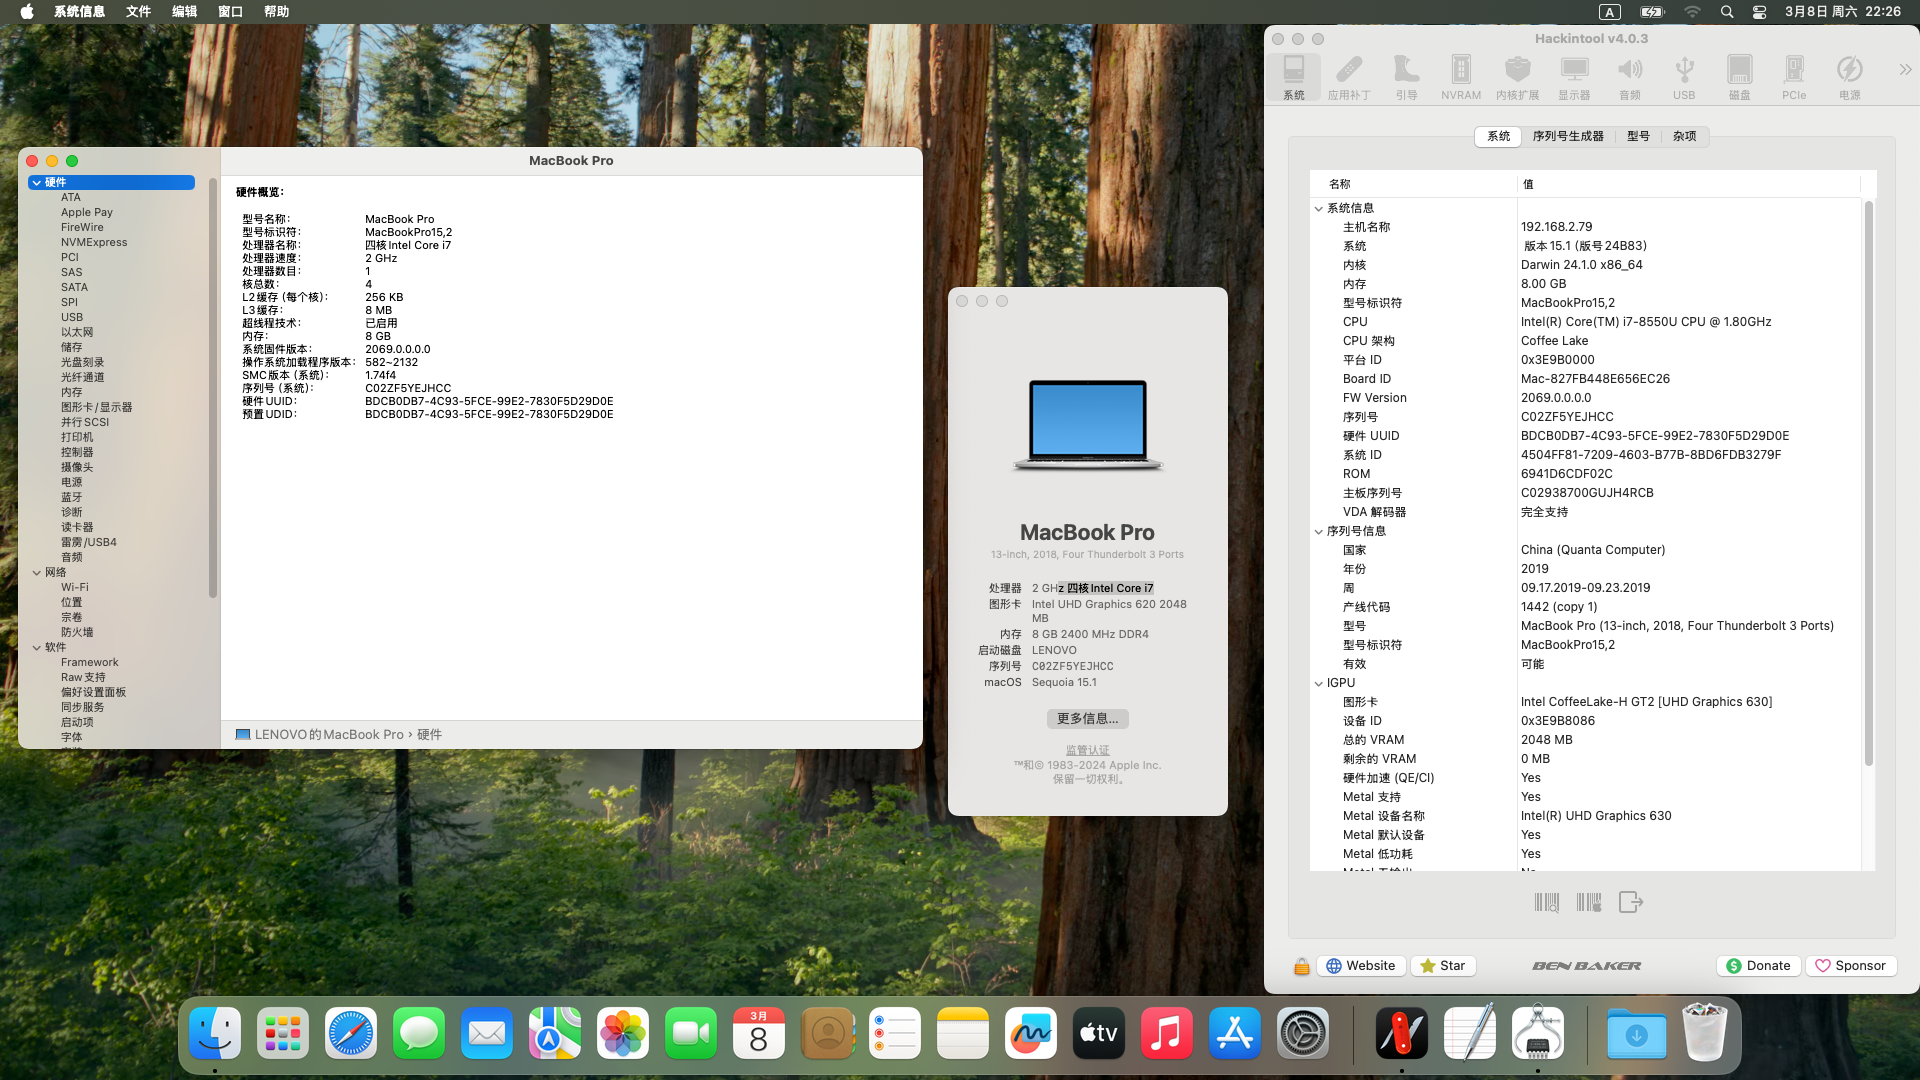 系统信息 文件 编辑 窗口 帮助
A 3月8日 周六 22:26
MacBook Pro
硬件
ATA
Apple Pay
FireWire
NVMExpress
PCI
SAS
SATA
SPI
USB
以太网
储存
光盘刻录
光纤通道
内存
图形卡/显示器
并行SCSI
打印机
控制器
摄像头
电源
蓝牙
诊断
读卡器
雷雳/USB4
音频
网络
Wi-Fi
位置
宗卷
防火墙
软件
Framework
Raw支持
偏好设置面板
同步服务
启动项
字体
硬件概览：
型号名称： MacBook Pro
型号标识符： MacBookPro15,2
处理器名称： 四核Intel Core i7
处理器速度： 2 GHz
处理器数目： 1
核总数： 4
L2缓存 (每个核)： 256 KB
L3缓存： 8 MB
超线程技术： 已启用
内存： 8 GB
系统固件版本： 2069.0.0.0.0
操作系统加载程序版本： 582~2132
SMC版本 (系统)： 1.74f4
序列号 (系统)： C02ZF5YEJHCC
硬件UUID： BDCB0DB7-4C93-5FCE-99E2-7830F5D29D0E
预置UDID： BDCB0DB7-4C93-5FCE-99E2-7830F5D29D0E
LENOVO的MacBook Pro › 硬件
MacBook Pro
13-inch, 2018, Four Thunderbolt 3 Ports
处理器 2 GHz 四核Intel Core i7
图形卡 Intel UHD Graphics 620 2048
MB
内存 8 GB 2400 MHz DDR4
启动磁盘 LENOVO
序列号 C02ZF5YEJHCC
macOS Sequoia 15.1
更多信息...
监管认证
™和© 1983-2024 Apple Inc.
保留一切权利。
Hackintool v4.0.3
系统 应用补丁 引导 NVRAM 内核扩展 显示器 音频 USB 磁盘 PCIe 电源
系统 序列号生成器 型号 杂项
名称 值
系统信息
主机名称 192.168.2.79
系统 版本15.1 (版号24B83)
内核 Darwin 24.1.0 x86_64
内存 8.00 GB
型号标识符 MacBookPro15,2
CPU Intel(R) Core(TM) i7-8550U CPU @ 1.80GHz
CPU 架构 Coffee Lake
平台 ID 0x3E9B0000
Board ID Mac-827FB448E656EC26
FW Version 2069.0.0.0.0
序列号 C02ZF5YEJHCC
硬件 UUID BDCB0DB7-4C93-5FCE-99E2-7830F5D29D0E
系统 ID 4504FF81-7209-4603-B77B-8BD6FDB3279F
ROM 6941D6CDF02C
主板序列号 C02938700GUJH4RCB
VDA 解码器 完全支持
序列号信息
国家 China (Quanta Computer)
年份 2019
周 09.17.2019-09.23.2019
产线代码 1442 (copy 1)
型号 MacBook Pro (13-inch, 2018, Four Thunderbolt 3 Ports)
型号标识符 MacBookPro15,2
有效 可能
IGPU
图形卡 Intel CoffeeLake-H GT2 [UHD Graphics 630]
设备 ID 0x3E9B8086
总的 VRAM 2048 MB
剩余的 VRAM 0 MB
硬件加速 (QE/CI) Yes
Metal 支持 Yes
Metal 设备名称 Intel(R) UHD Graphics 630
Metal 默认设备 Yes
Metal 低功耗 Yes
Website Star BEN BAKER Donate Sponsor
3月
8
tv